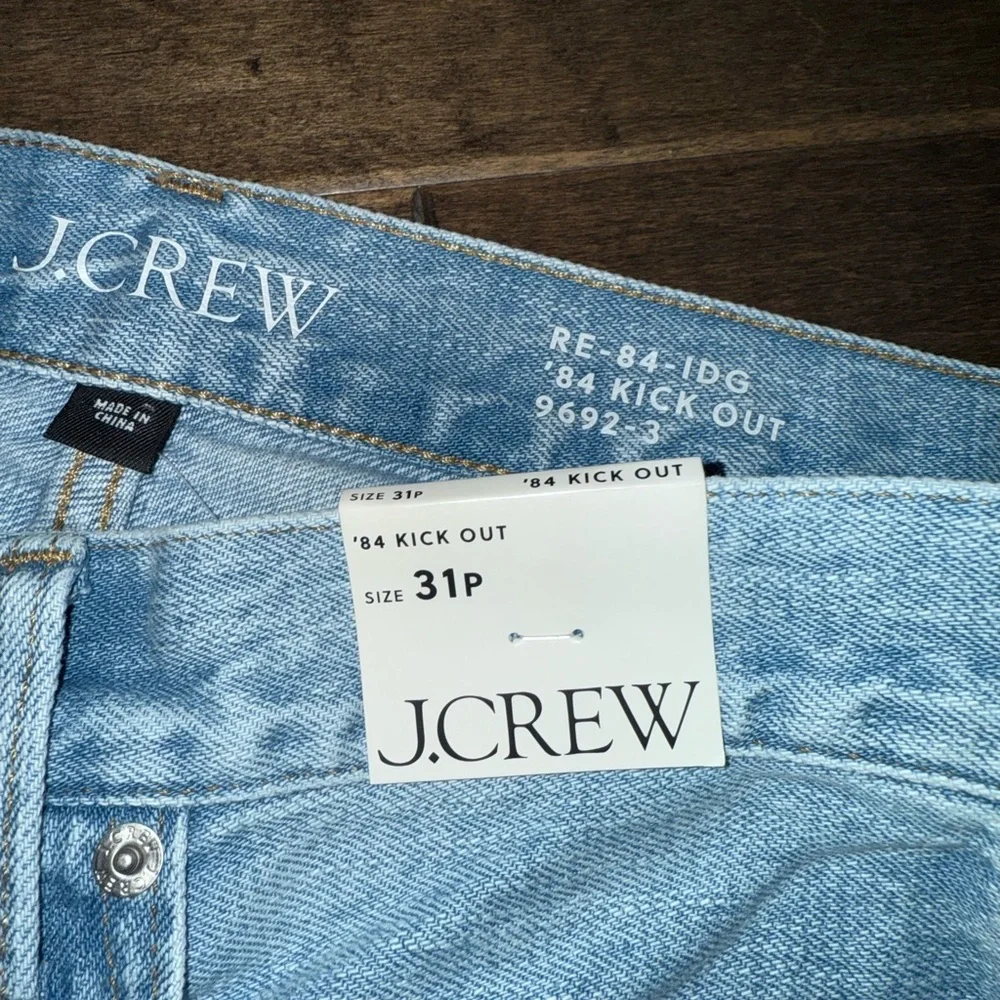 J.CREW
RE-84-IDG
'84 KICK OUT
9692-3
MADE IN
CHINA
SIZE 31P '84 KICK OUT
'84 KICK OUT
SIZE 31P
J.CREW
J.CREW